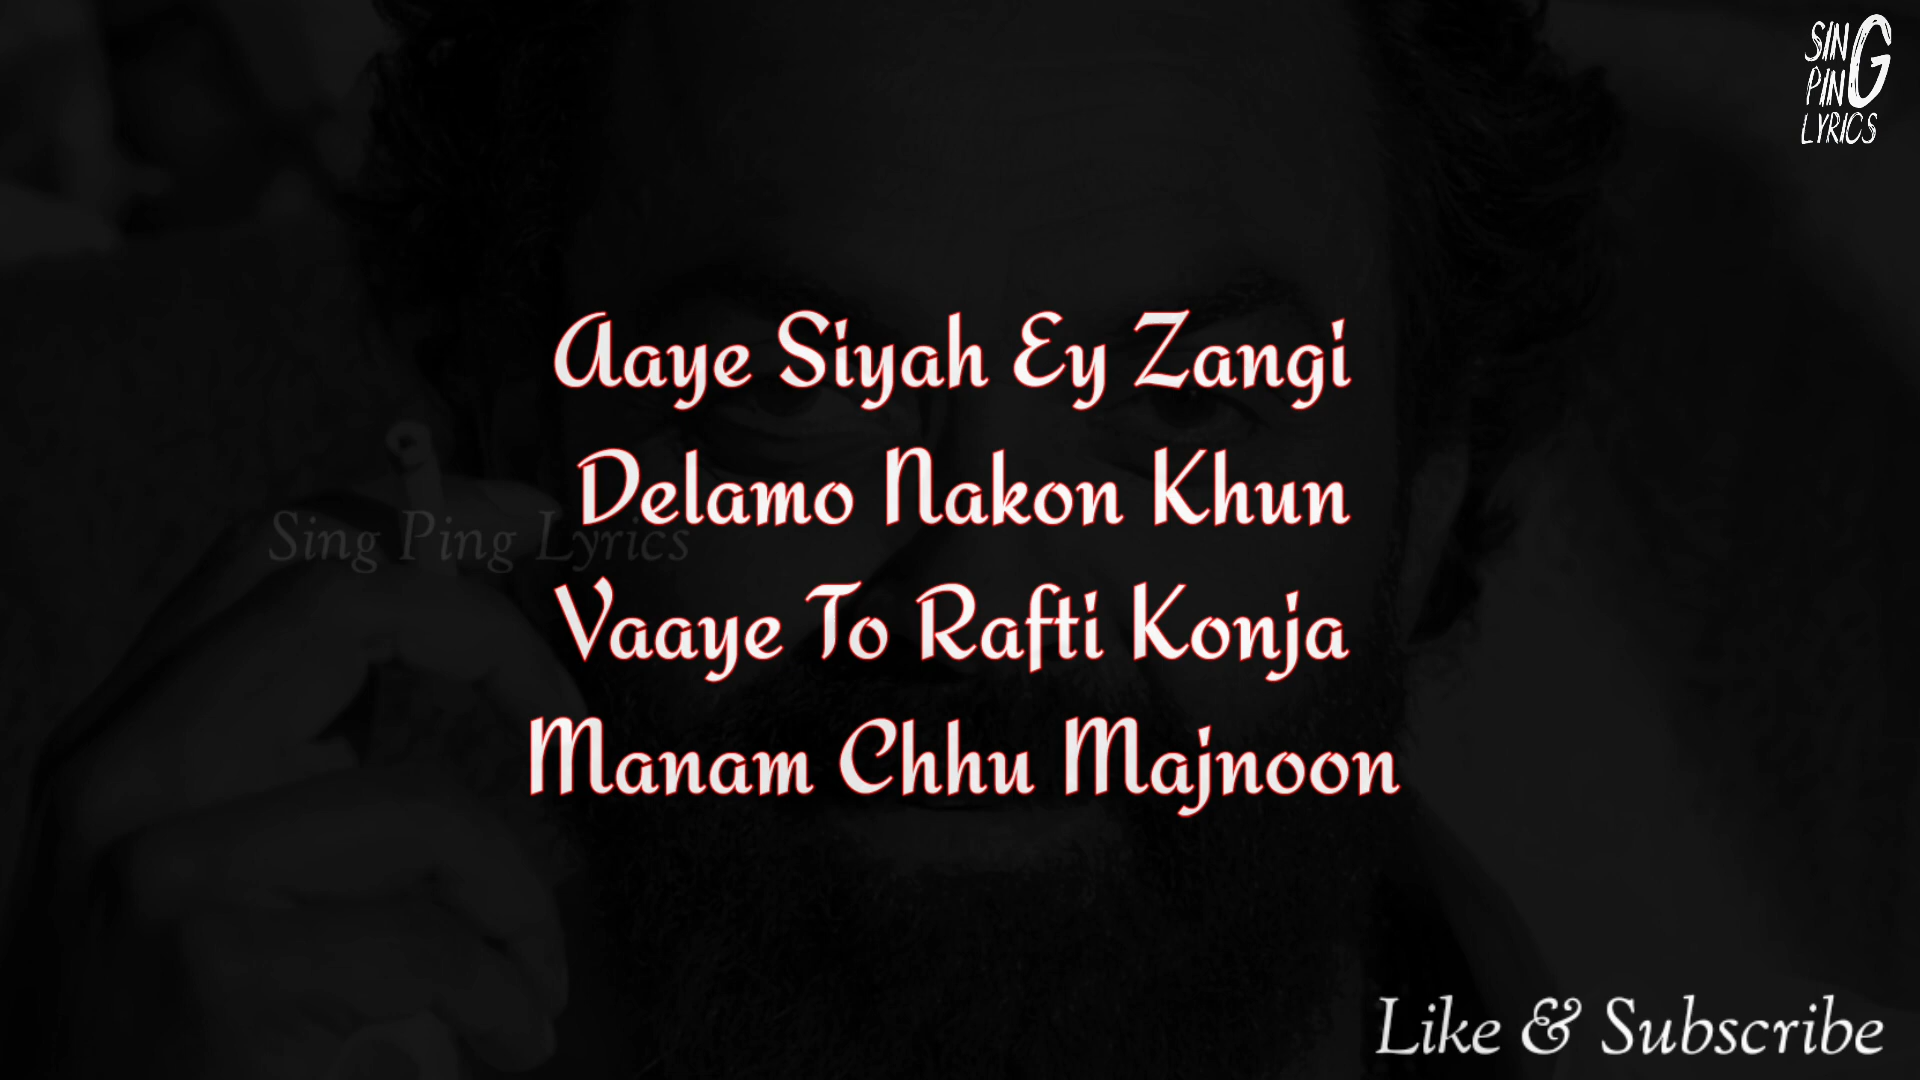 SING
PING
LYRICS
Aaye Siyah Ey Zangi
Delamo Nakon Khun
Sing Ping Lyrics
Vaaye To Rafti Konja
Manam Chhu Majnoon
Like & Subscribe